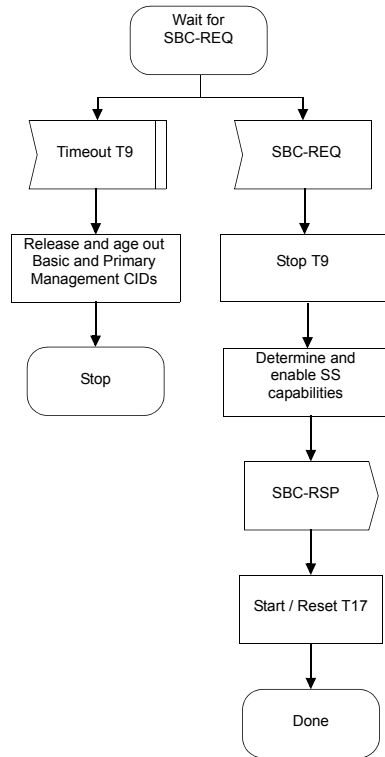 Wait for
SBC-REQ
Timeout T9
SBC-REQ
Release and age out
Basic and Primary
Management CIDs
Stop T9
Stop
Determine and
enable SS
capabilities
SBC-RSP
Start / Reset T17
Done